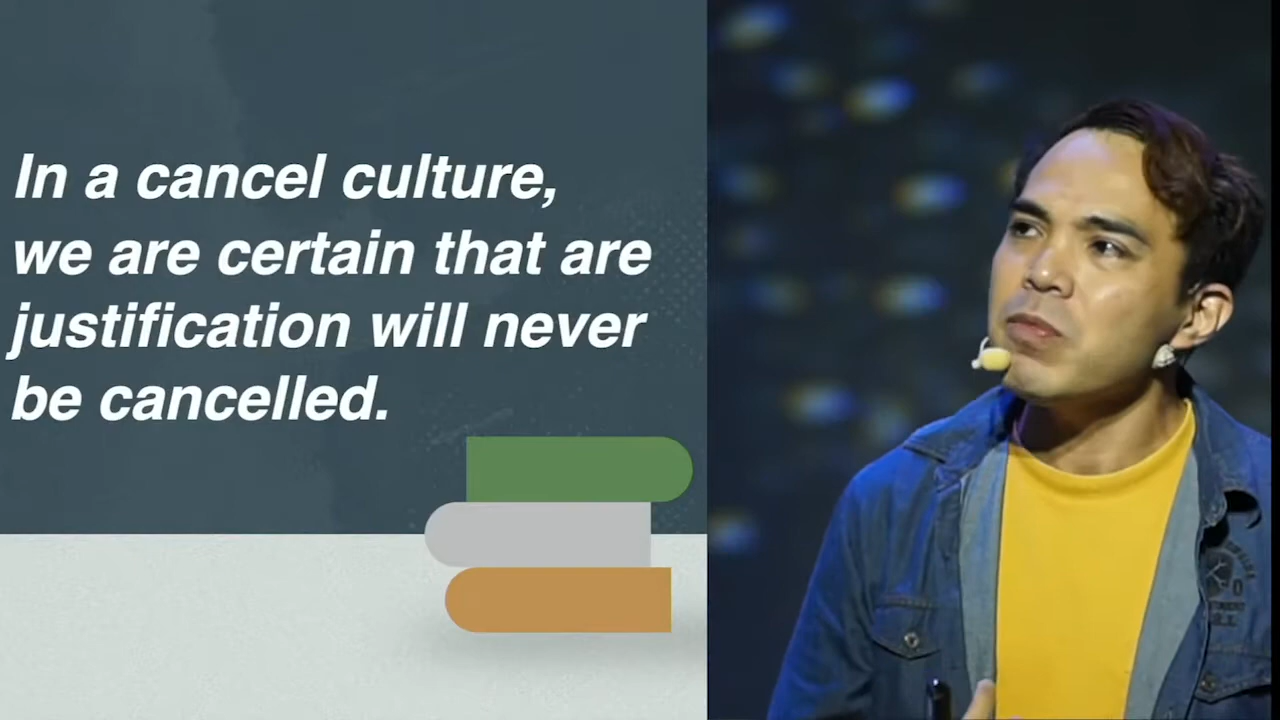 In a cancel culture,
we are certain that are
justification will never
be cancelled.